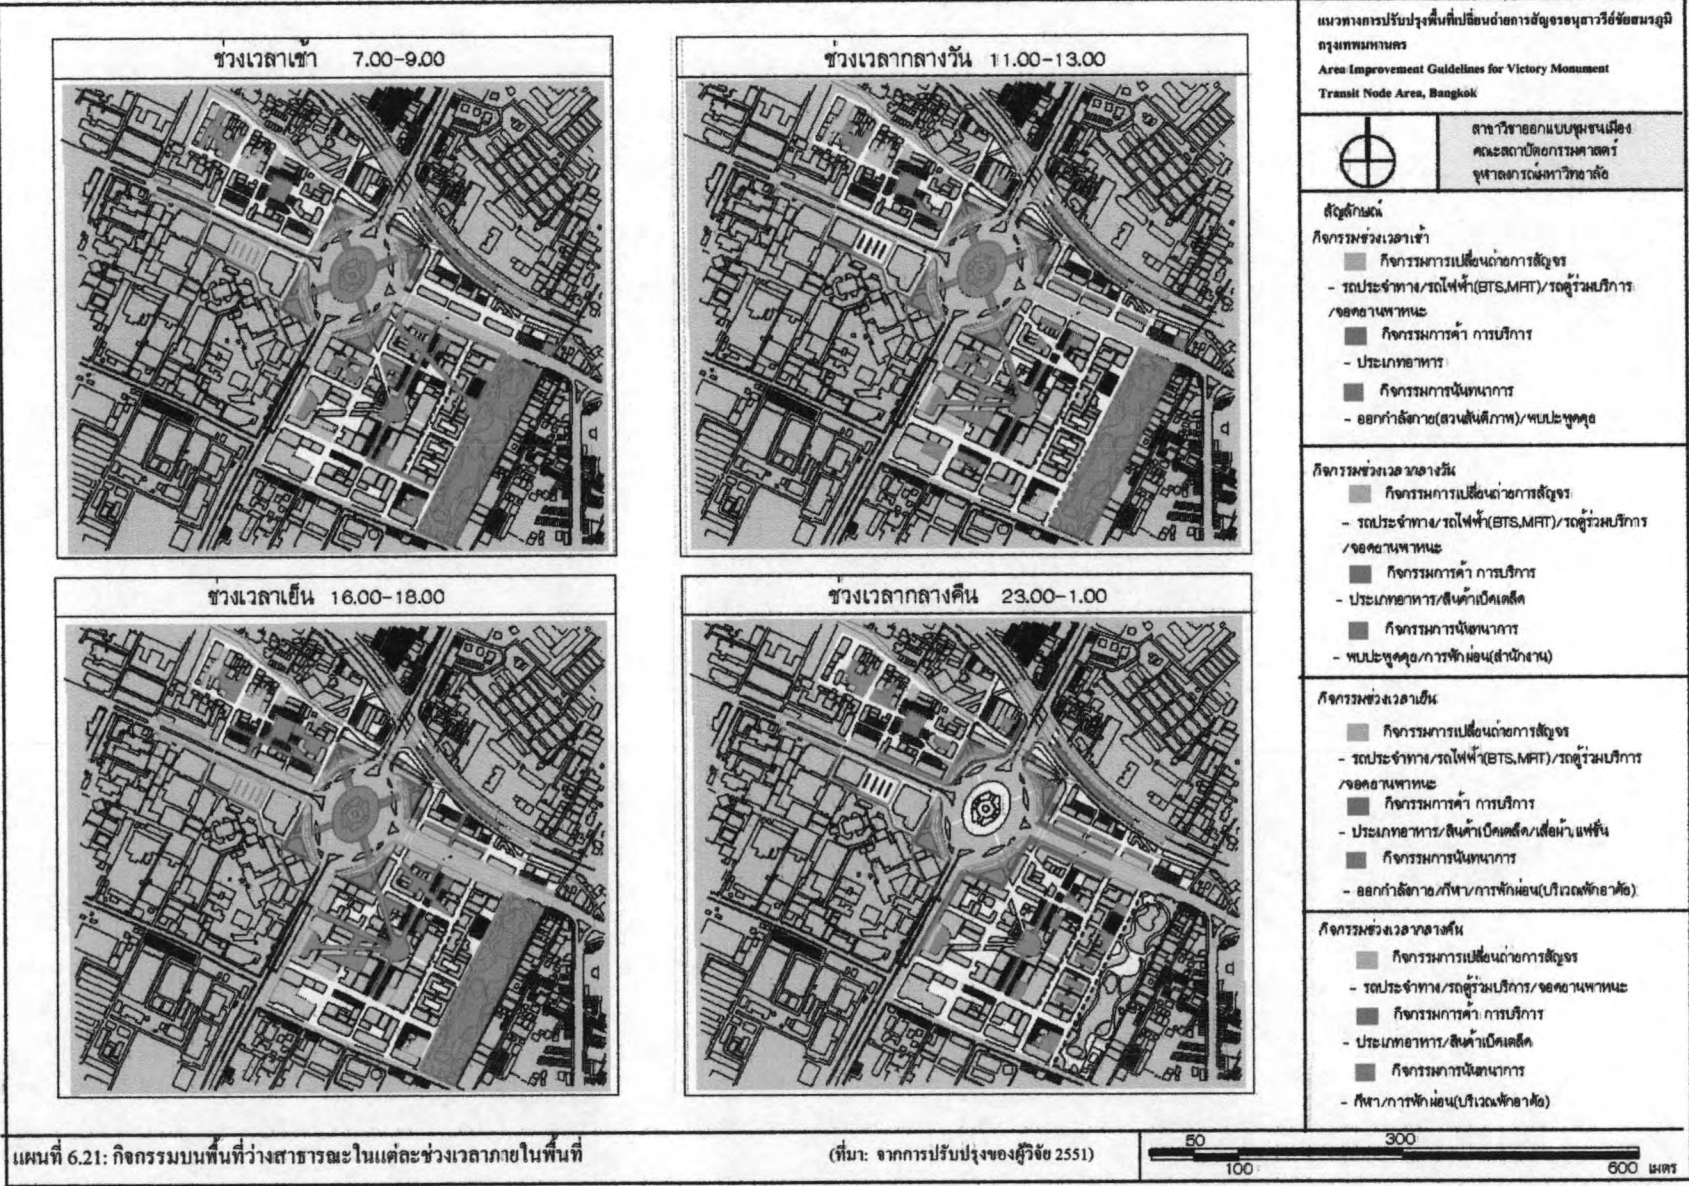 ช่วงเวลาเช้า 7.00-9.00
ช่วงเวลากลางวัน 11.00-13.00
ช่วงเวลาเย็น 16.00-18.00
ช่วงเวลากลางคืน 23.00-1.00
แนวทางการปรับปรุงพื้นที่เปลี่ยนถ่ายการสัญจรอนุสาวรีย์ชัยสมรภูมิ
กรุงเทพมหานคร
Area Improvement Guidelines for Victory Monument
Transit Node Area, Bangkok
สาขาวิชาออกแบบชุมชนเมือง
คณะสถาปัตยกรรมศาสตร์
จุฬาลงกรณ์มหาวิทยาลัย
สัญลักษณ์
กิจกรรมช่วงเวลาเช้า
กิจกรรมการเปลี่ยนถ่ายการสัญจร
- รถประจำทาง/รถไฟฟ้า(BTS,MRT)/รถตู้ร่วมบริการ
/จอดยานพาหนะ
กิจกรรมการค้า การบริการ
- ประเภทอาหาร
กิจกรรมการนันทนาการ
- ออกกำลังกาย(สวนสันติภาพ)/พบปะพูดคุย
กิจกรรมช่วงเวลากลางวัน
กิจกรรมการเปลี่ยนถ่ายการสัญจร
- รถประจำทาง/รถไฟฟ้า(BTS,MRT)/รถตู้ร่วมบริการ
/จอดยานพาหนะ
กิจกรรมการค้า การบริการ
- ประเภทอาหาร/สินค้าเบ็ดเตล็ด
กิจกรรมการนันทนาการ
- พบปะพูดคุย/การพักผ่อน(สำนักงาน)
กิจกรรมช่วงเวลาเย็น
กิจกรรมการเปลี่ยนถ่ายการสัญจร
- รถประจำทาง/รถไฟฟ้า(BTS,MRT)/รถตู้ร่วมบริการ
/จอดยานพาหนะ
กิจกรรมการค้า การบริการ
- ประเภทอาหาร/สินค้าเบ็ดเตล็ด/เสื้อผ้า,แฟชั่น
กิจกรรมการนันทนาการ
- ออกกำลังกาย/กีฬา/การพักผ่อน(บริเวณพักอาศัย)
กิจกรรมช่วงเวลากลางคืน
กิจกรรมการเปลี่ยนถ่ายการสัญจร
- รถประจำทาง/รถตู้ร่วมบริการ/จอดยานพาหนะ
กิจกรรมการค้า การบริการ
- ประเภทอาหาร/สินค้าเบ็ดเตล็ด
กิจกรรมการนันทนาการ
- กีฬา/การพักผ่อน(บริเวณพักอาศัย)
แผนที่ 6.21: กิจกรรมบนพื้นที่ว่างสาธารณะในแต่ละช่วงเวลาภายในพื้นที่
(ที่มา: จากการปรับปรุงของผู้วิจัย 2551)
50 300
100 600 เมตร